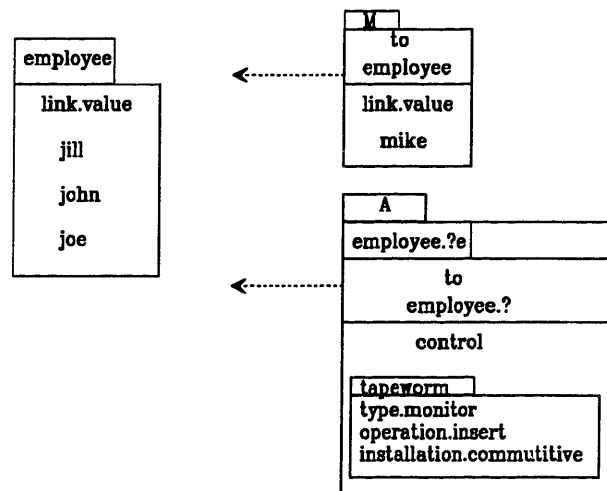 employee
link.value
jill
john
joe
M
to
employee
link.value
mike
A
employee.?e
to
employee.?
control
tapeworm
type.monitor
operation.insert
installation.commutitive